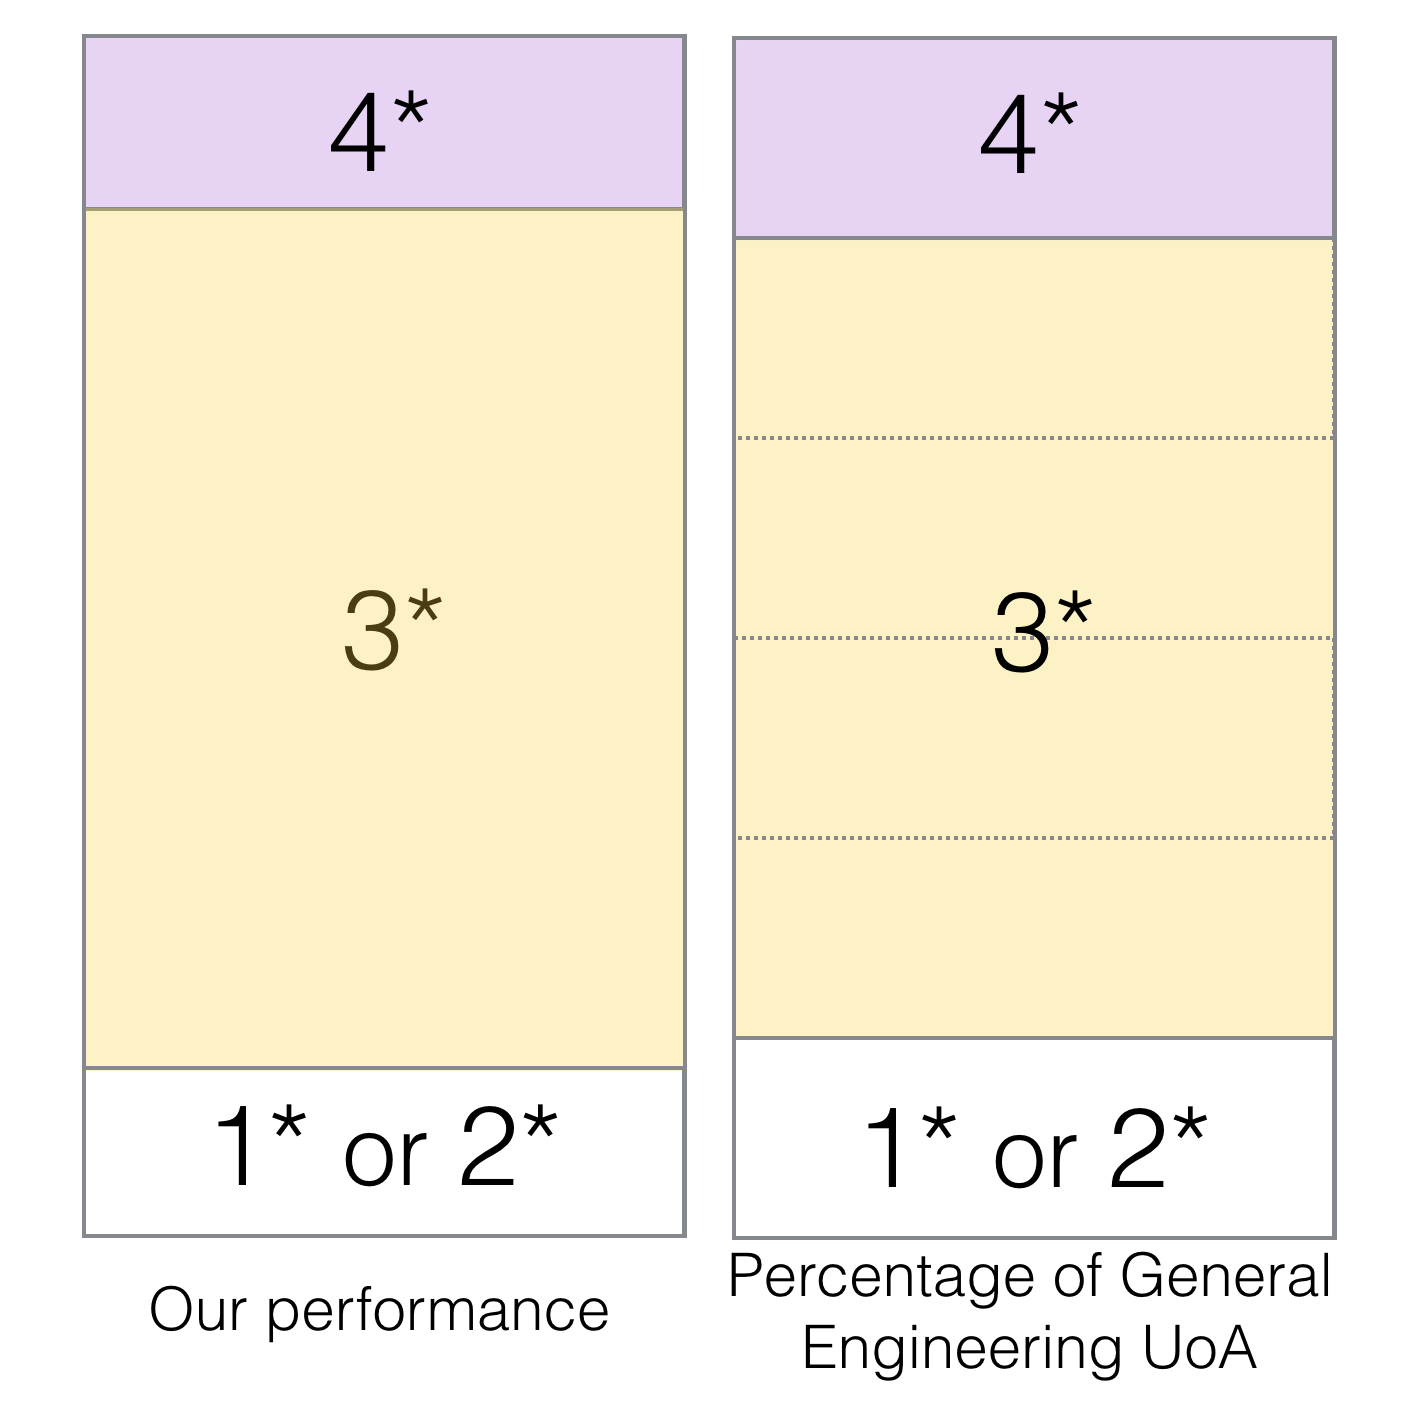 4*
3*
1* or 2*
Our performance
4*
3*
1* or 2*
Percentage of General
Engineering UoA